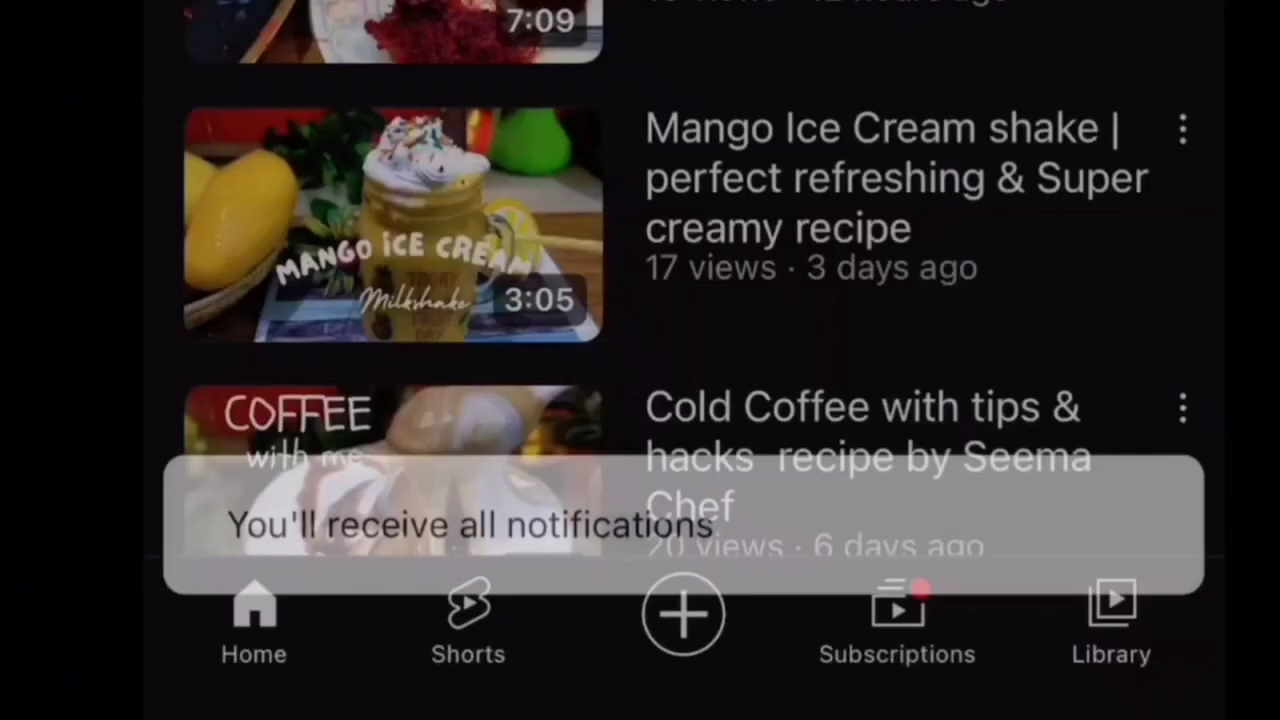 7:09
Mango Ice Cream shake |
perfect refreshing & Super
creamy recipe
17 views · 3 days ago
MANGO ICE CREAM
Milkshake
3:05
COFFEE
with me
Cold Coffee with tips &
hacks recipe by Seema
Chef
20 views · 6 days ago
You'll receive all notifications
Home
Shorts
Subscriptions
Library